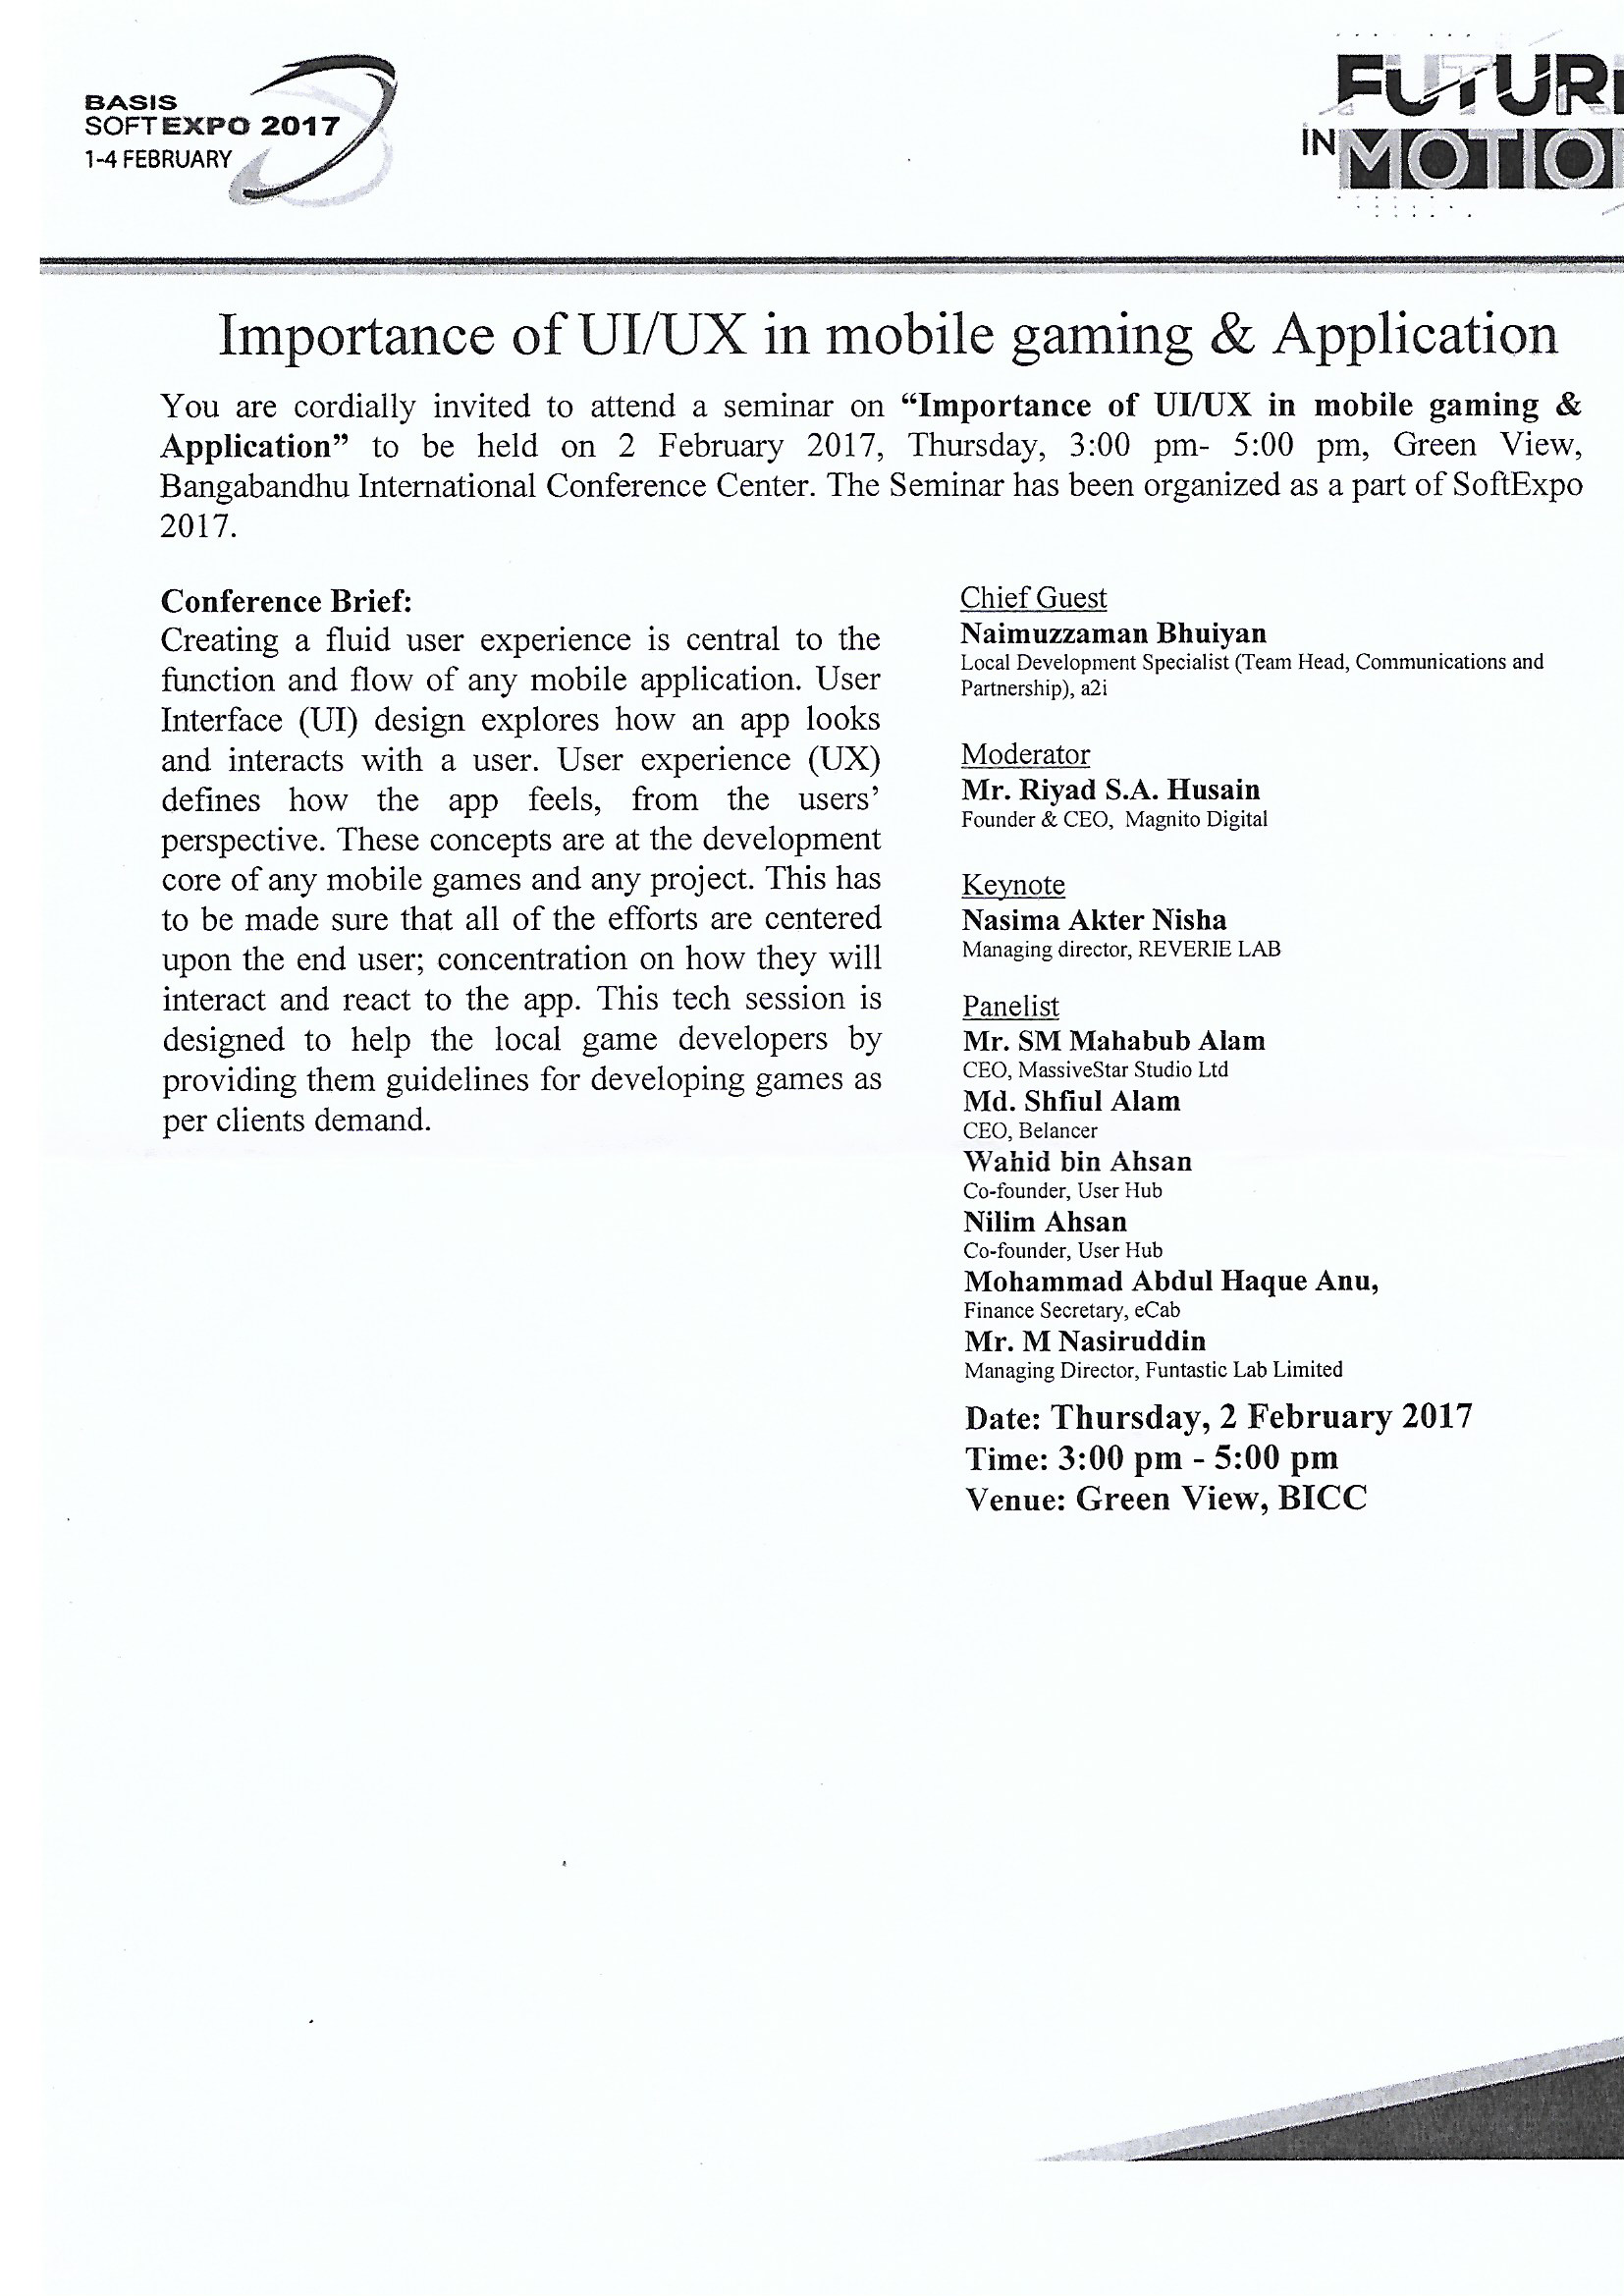 BASIS
SOFTEXPO 2017
1-4 FEBRUARY
FUTUR
IN MOTIO
Importance of UI/UX in mobile gaming & Application
You are cordially invited to attend a seminar on “Importance of UI/UX in mobile gaming &
Application” to be held on 2 February 2017, Thursday, 3:00 pm- 5:00 pm, Green View,
Bangabandhu International Conference Center. The Seminar has been organized as a part of SoftExpo
2017.
Conference Brief:
Creating a fluid user experience is central to the
function and flow of any mobile application. User
Interface (UI) design explores how an app looks
and interacts with a user. User experience (UX)
defines how the app feels, from the users’
perspective. These concepts are at the development
core of any mobile games and any project. This has
to be made sure that all of the efforts are centered
upon the end user; concentration on how they will
interact and react to the app. This tech session is
designed to help the local game developers by
providing them guidelines for developing games as
per clients demand.
Chief Guest
Naimuzzaman Bhuiyan
Local Development Specialist (Team Head, Communications and
Partnership), a2i
Moderator
Mr. Riyad S.A. Husain
Founder & CEO, Magnito Digital
Keynote
Nasima Akter Nisha
Managing director, REVERIE LAB
Panelist
Mr. SM Mahabub Alam
CEO, MassiveStar Studio Ltd
Md. Shfiul Alam
CEO, Belancer
Wahid bin Ahsan
Co-founder, User Hub
Nilim Ahsan
Co-founder, User Hub
Mohammad Abdul Haque Anu,
Finance Secretary, eCab
Mr. M Nasiruddin
Managing Director, Funtastic Lab Limited
Date: Thursday, 2 February 2017
Time: 3:00 pm - 5:00 pm
Venue: Green View, BICC